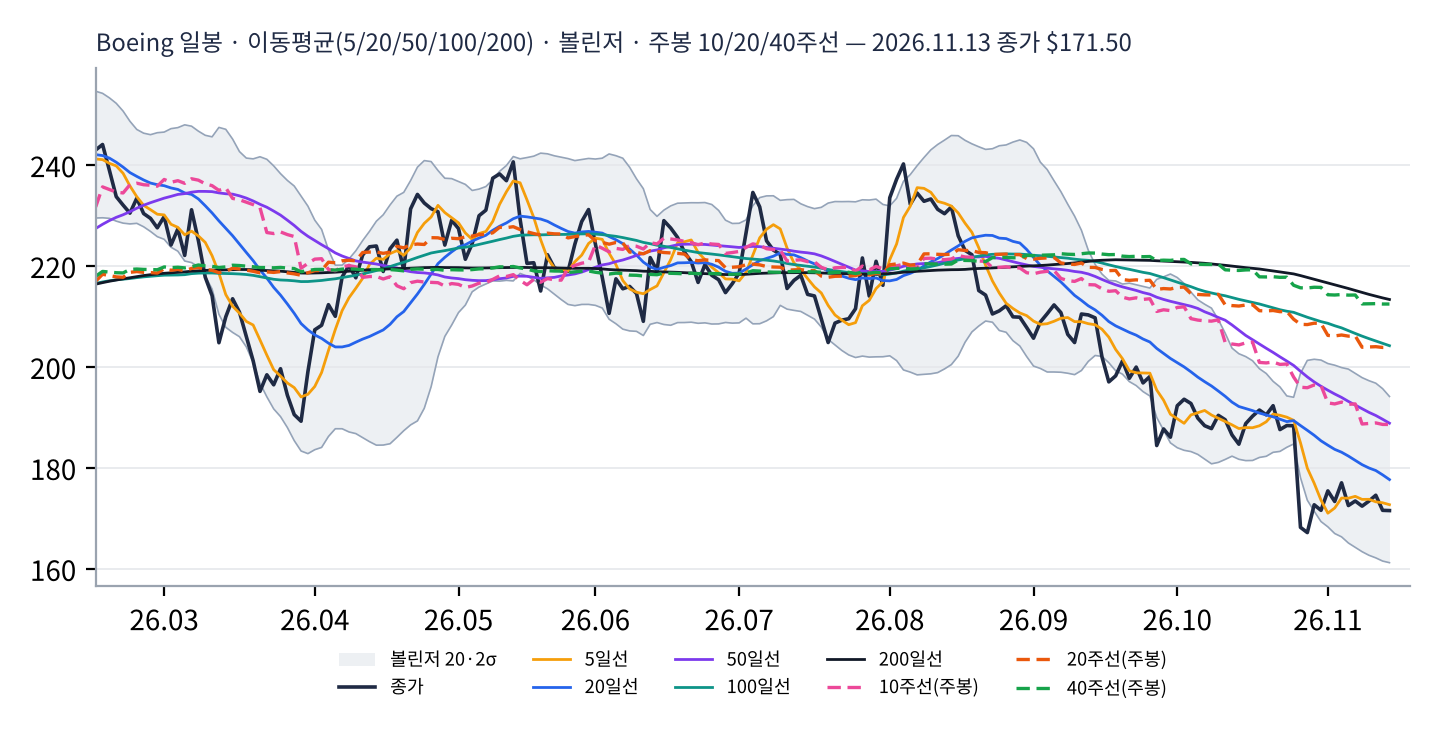 Boeing 일봉 · 이동평균(5/20/50/100/200) · 볼린저 · 주봉 10/20/40주선 — 2026.11.13 종가 $171.50
240
220
200
180
160
26.03 26.04 26.05 26.06 26.07 26.08 26.09 26.10 26.11
볼린저 20·2σ 5일선 50일선 200일선 20주선(주봉)
종가 20일선 100일선 10주선(주봉) 40주선(주봉)